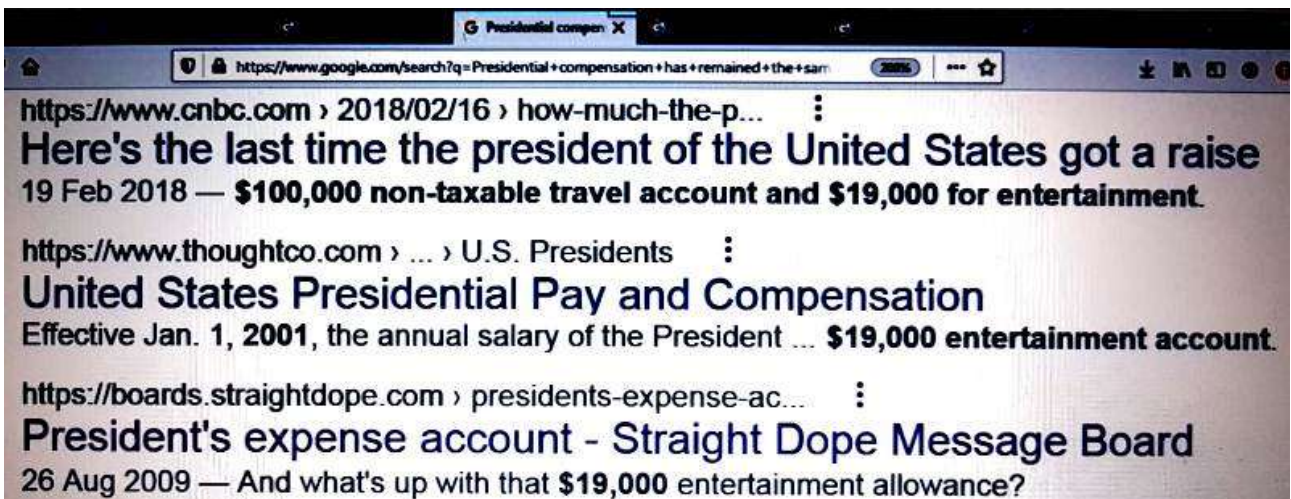 Presidential compen
https://www.google.com/search?q=Presidential+compensation+has+remained+the+sam
200%
https://www.cnbc.com › 2018/02/16 › how-much-the-p...
Here's the last time the president of the United States got a raise
19 Feb 2018 — $100,000 non-taxable travel account and $19,000 for entertainment.
https://www.thoughtco.com › ... › U.S. Presidents
United States Presidential Pay and Compensation
Effective Jan. 1, 2001, the annual salary of the President ... $19,000 entertainment account.
https://boards.straightdope.com › presidents-expense-ac...
President's expense account - Straight Dope Message Board
26 Aug 2009 — And what's up with that $19,000 entertainment allowance?